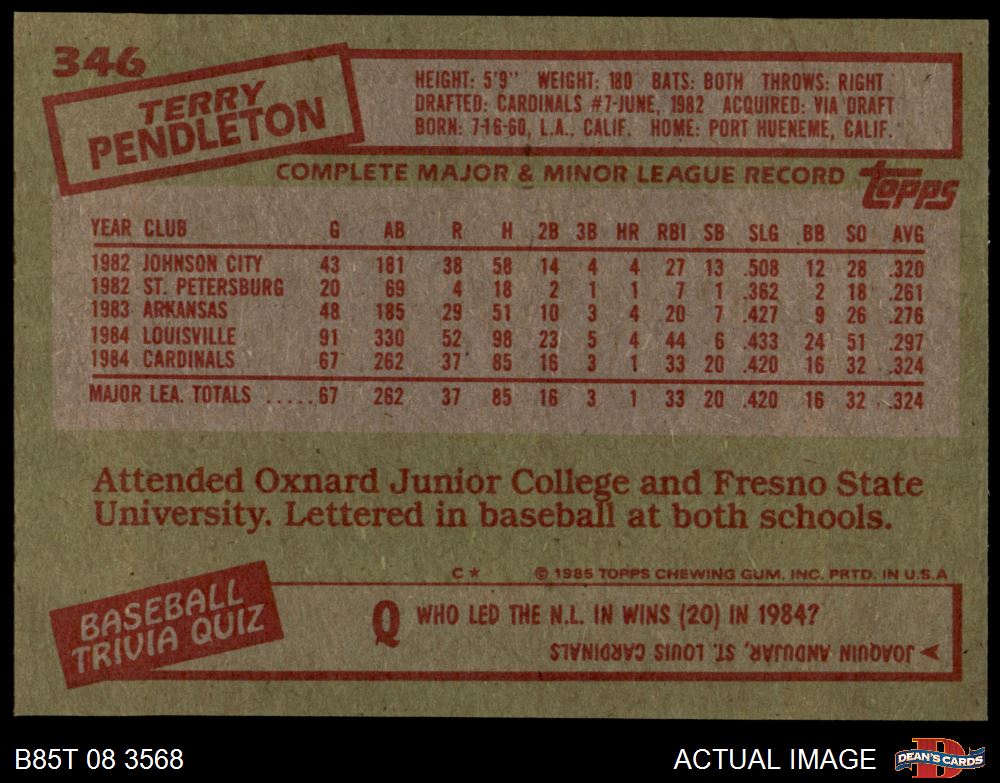 346
TERRY
PENDLETON
HEIGHT: 5'9" WEIGHT: 180 BATS: BOTH THROWS: RIGHT
DRAFTED: CARDINALS #7-JUNE, 1982 ACQUIRED: VIA DRAFT
BORN: 7-16-60, L.A., CALIF. HOME: PORT HUENEME, CALIF.
COMPLETE MAJOR & MINOR LEAGUE RECORD
topps
YEAR CLUB G AB R H 2B 3B HR RBI SB SLG BB SO AVG
1982 JOHNSON CITY 43 181 38 58 14 4 4 27 13 .508 12 28 .320
1982 ST. PETERSBURG 20 69 4 18 2 1 1 7 1 .362 2 18 .261
1983 ARKANSAS 48 185 29 51 10 3 4 20 7 .427 9 26 .276
1984 LOUISVILLE 91 330 52 98 23 5 4 44 6 .433 24 51 .297
1984 CARDINALS 67 262 37 85 16 3 1 33 20 .420 16 32 .324
MAJOR LEA. TOTALS .....67 262 37 85 16 3 1 33 20 .420 16 32 .324
Attended Oxnard Junior College and Fresno State
University. Lettered in baseball at both schools.
C* © 1985 TOPPS CHEWING GUM, INC. PRTD. IN U.S.A
BASEBALL
TRIVIA QUIZ
Q WHO LED THE N.L. IN WINS (20) IN 1984?
JOAQUIN ANDUJAR, ST. LOUIS CARDINALS
B85T 08 3568
ACTUAL IMAGE
D
DEAN'S CARDS